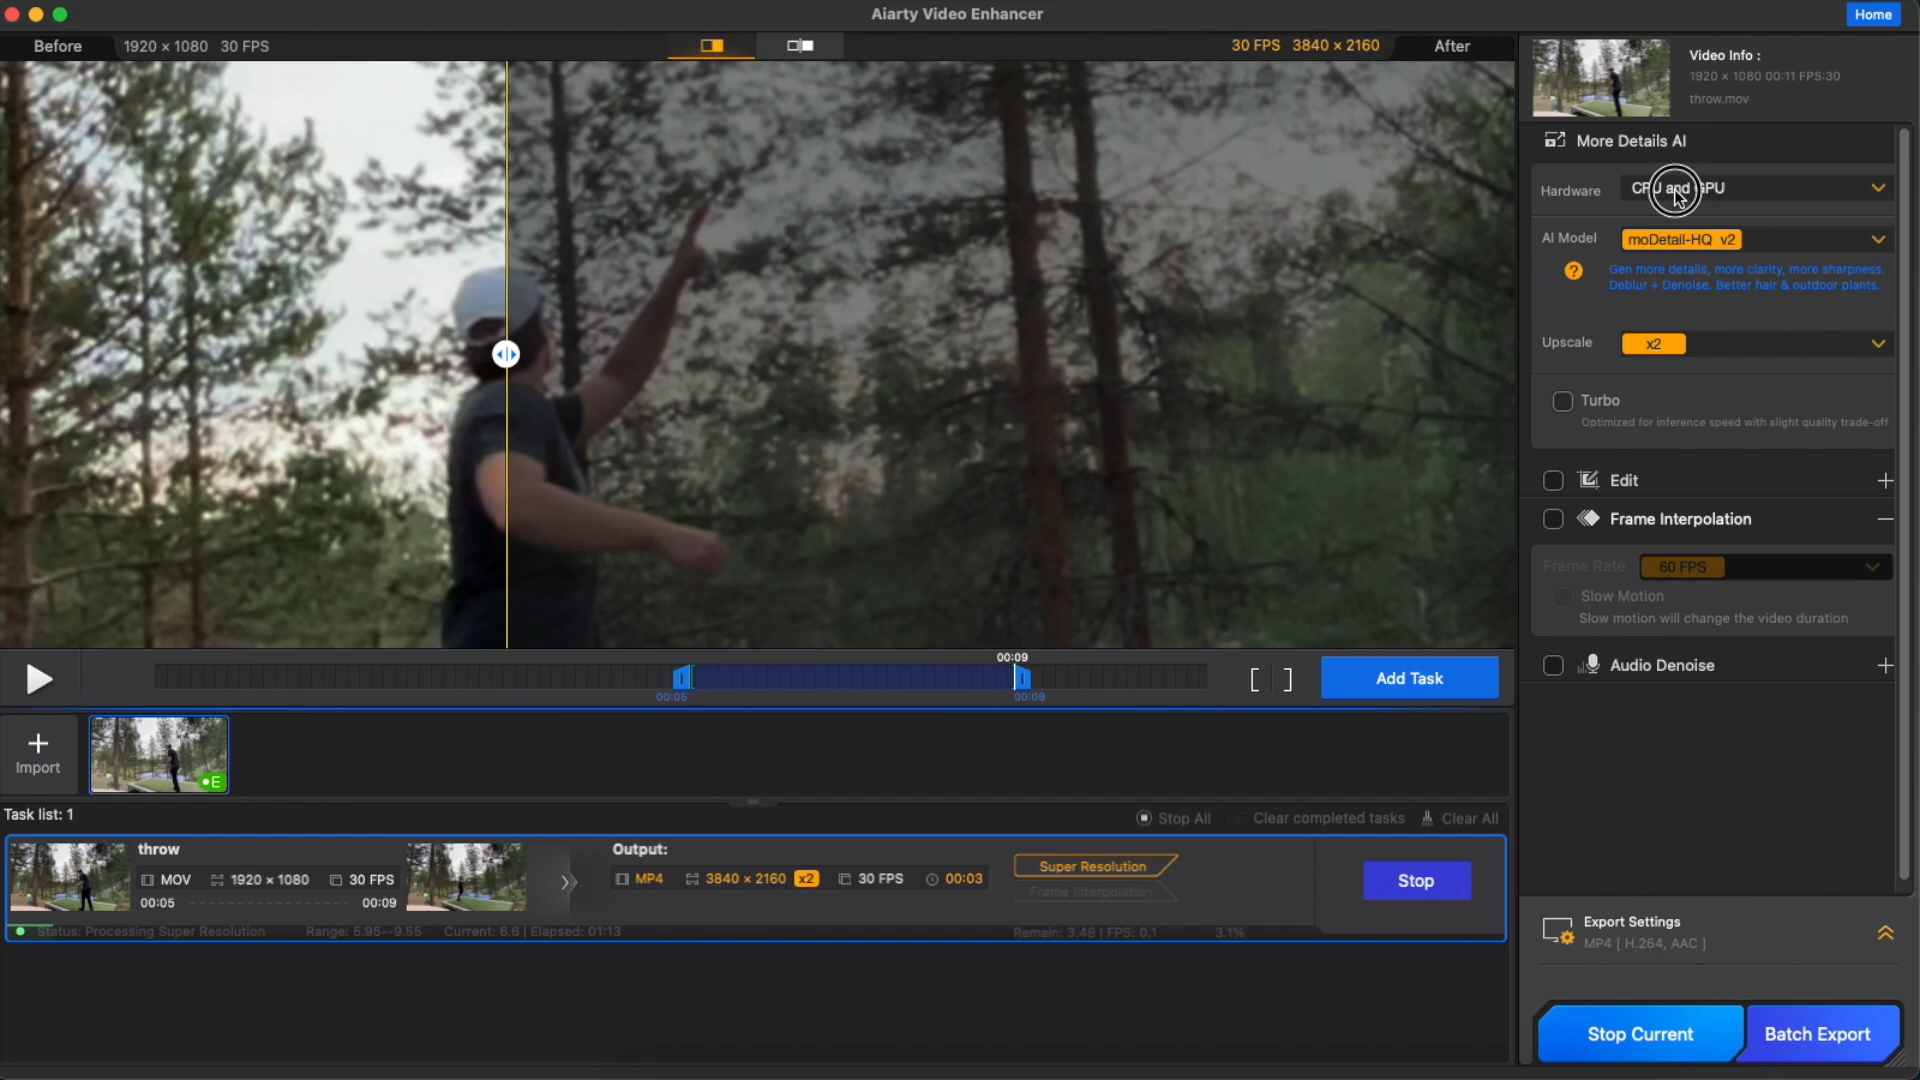 Aiarty Video Enhancer
Home
Before 1920 × 1080 30 FPS
30 FPS 3840 × 2160 After
Video Info :
1920 × 1080 00:11 FPS:30
throw.mov
More Details AI
Hardware CPU and GPU
AI Model moDetail-HQ v2
? Gen more details, more clarity, more sharpness.
Deblur + Denoise. Better hair & outdoor plants.
Upscale x2
Turbo
Optimized for inference speed with slight quality trade-off
Edit
Frame Interpolation
Frame Rate 60 FPS
Slow Motion
Slow motion will change the video duration
Audio Denoise
00:09
00:05 00:09
[ ] Add Task
Import
E
Task list: 1
Stop All Clear completed tasks Clear All
throw
MOV 1920 × 1080 30 FPS
00:05 00:09
Output:
MP4 3840 × 2160 x2 30 FPS 00:03
Super Resolution
Frame Interpolation
Stop
Status: Processing Super Resolution Range: 5.95--9.55 Current: 6.6 | Elapsed: 01:13 Remain: 3.48 | FPS: 0.1 3.1%
Export Settings
MP4 [ H.264, AAC ]
Stop Current Batch Export